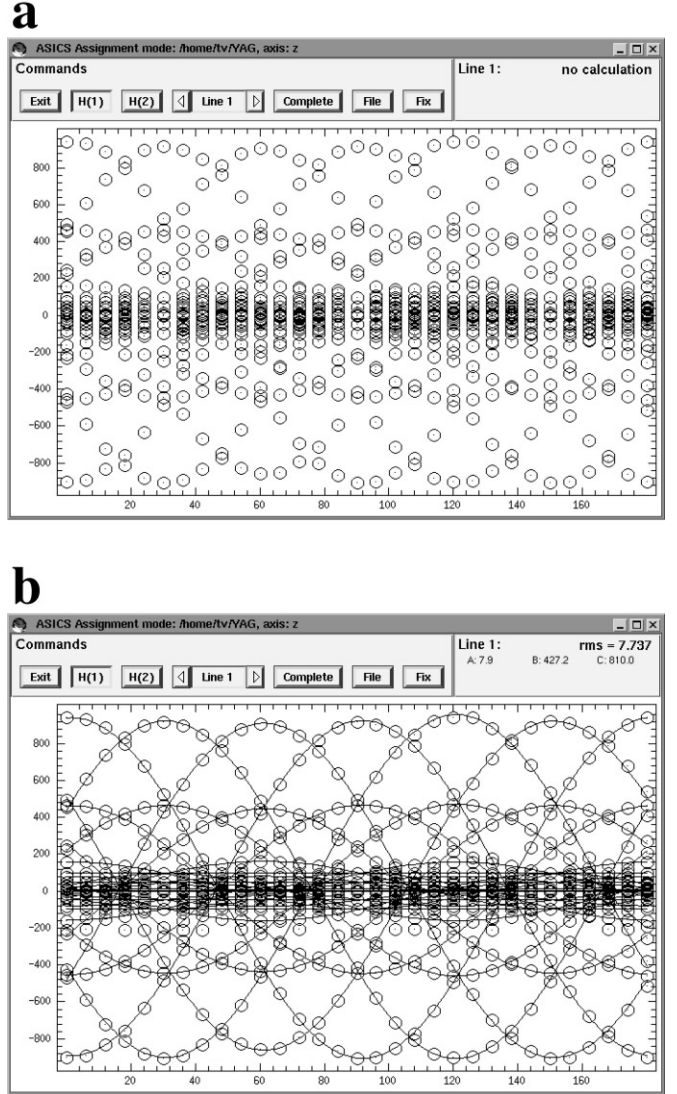 a
ASICS Assignment mode: /home/tv/YAG, axis: z
Commands
Exit H(1) H(2) Line 1 Complete File Fix
Line 1: no calculation
800
600
400
200
0
-200
-400
-600
-800
20 40 60 80 100 120 140 160
b
ASICS Assignment mode: /home/tv/YAG, axis: z
Commands
Exit H(1) H(2) Line 1 Complete File Fix
Line 1: rms = 7.737
A: 7.9 B: 427.2 C: 810.0
800
600
400
200
0
-200
-400
-600
-800
20 40 60 80 100 120 140 160